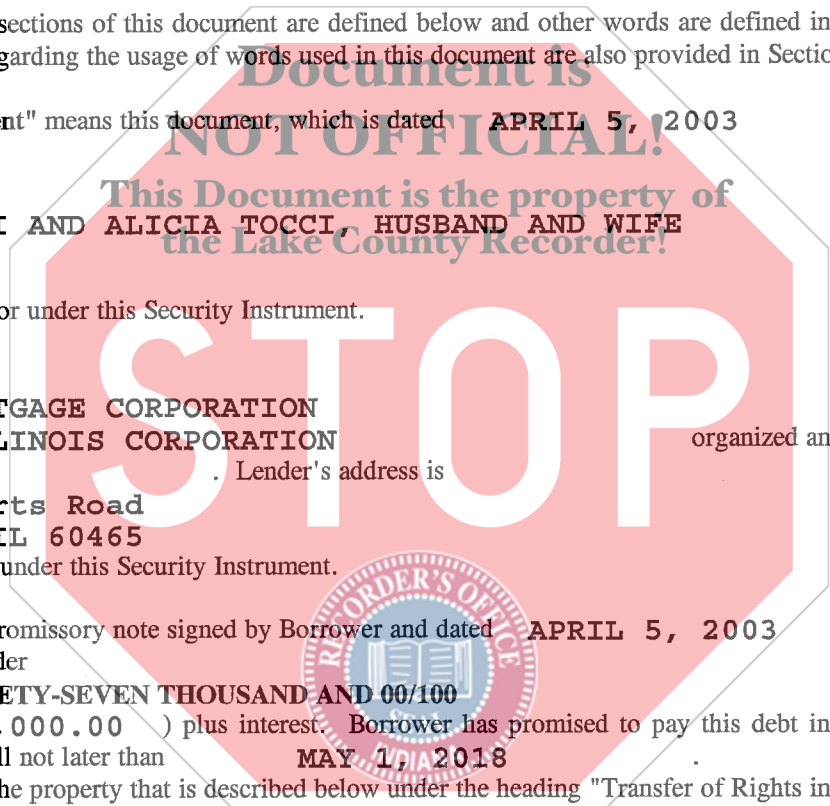 sections of this document are defined below and other words are defined in
garding the usage of words used in this document are also provided in Sectio
Document is
nt" means this document, which is dated APRIL 5, 2003
NOT OFFICIAL!
This Document is the property of
I AND ALICIA TOCCI, HUSBAND AND WIFE
the Lake County Recorder!
or under this Security Instrument.
STOP
TGAGE CORPORATION
LINOIS CORPORATION organized an
. Lender's address is
rts Road
IL 60465
under this Security Instrument.
RECORDER'S OFFICE
romissory note signed by Borrower and dated APRIL 5, 2003
der
ETY-SEVEN THOUSAND AND 00/100
,000.00 ) plus interest. Borrower has promised to pay this debt in
ll not later than MAY 1, 2018 .
he property that is described below under the heading "Transfer of Rights in